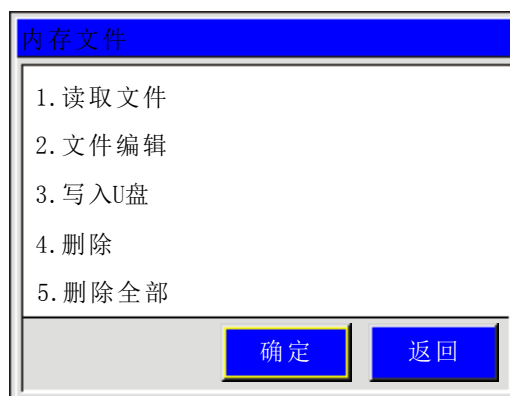 内存文件
1.读取文件
2.文件编辑
3.写入U盘
4.删除
5.删除全部
确定 返回